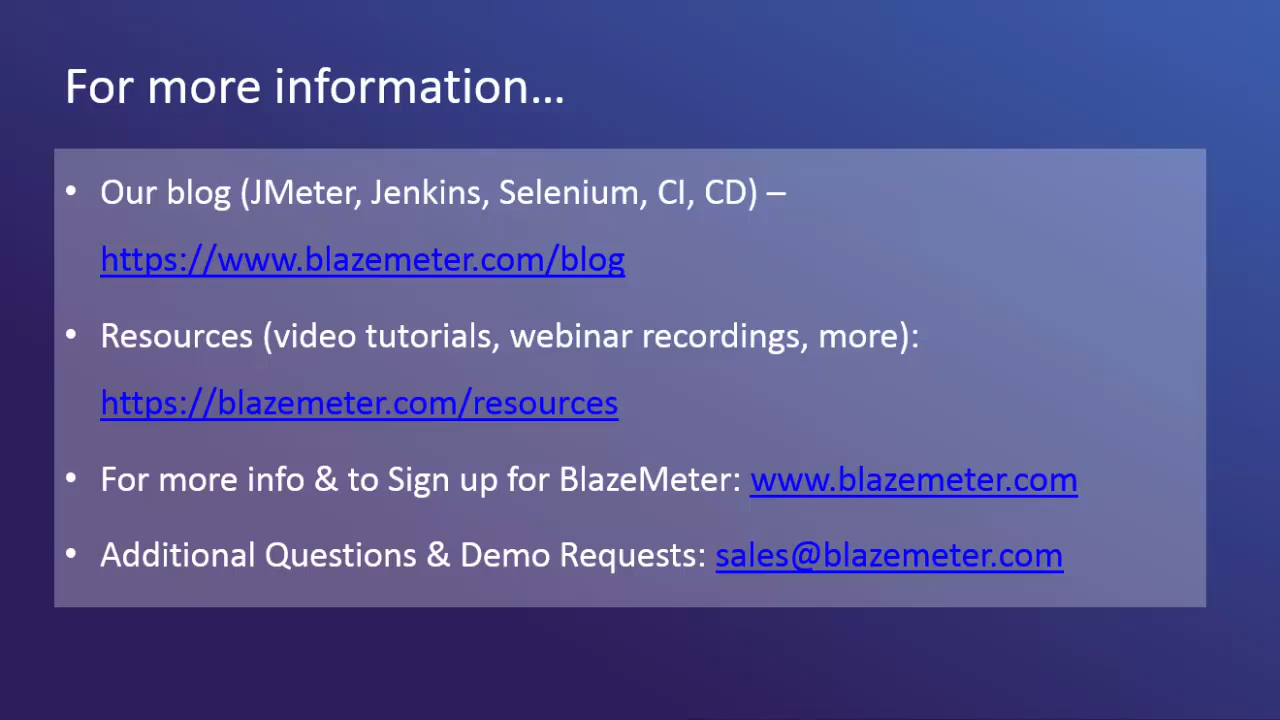 For more information…
• Our blog (JMeter, Jenkins, Selenium, CI, CD) –
https://www.blazemeter.com/blog
• Resources (video tutorials, webinar recordings, more):
https://blazemeter.com/resources
• For more info & to Sign up for BlazeMeter: www.blazemeter.com
• Additional Questions & Demo Requests: sales@blazemeter.com